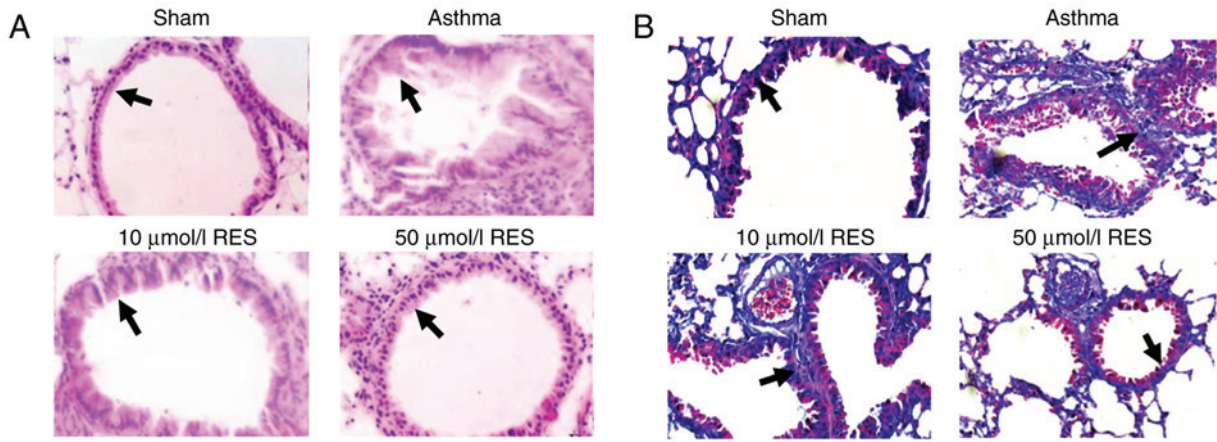 A
Sham
Asthma
10 μmol/l RES
50 μmol/l RES
B
Sham
Asthma
10 μmol/l RES
50 μmol/l RES